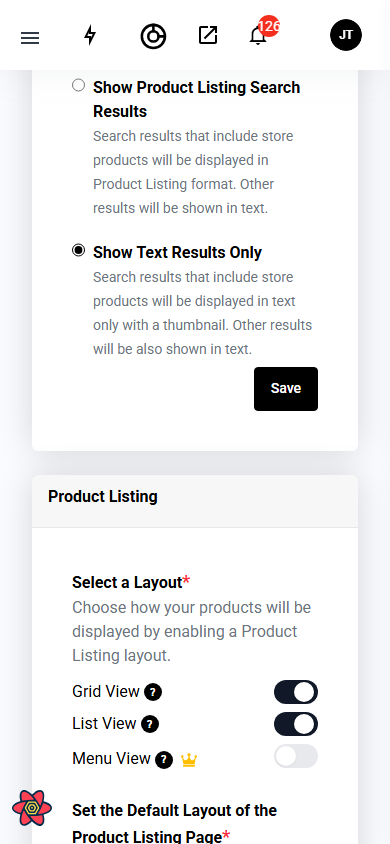 126
JT
Show Product Listing Search
Results
Search results that include store
products will be displayed in
Product Listing format. Other
results will be shown in text.
Show Text Results Only
Search results that include store
products will be displayed in text
only with a thumbnail. Other results
will be also shown in text.
Save
Product Listing
Select a Layout*
Choose how your products will be
displayed by enabling a Product
Listing layout.
Grid View ?
List View ?
Menu View ?
Set the Default Layout of the
Product Listing Page*